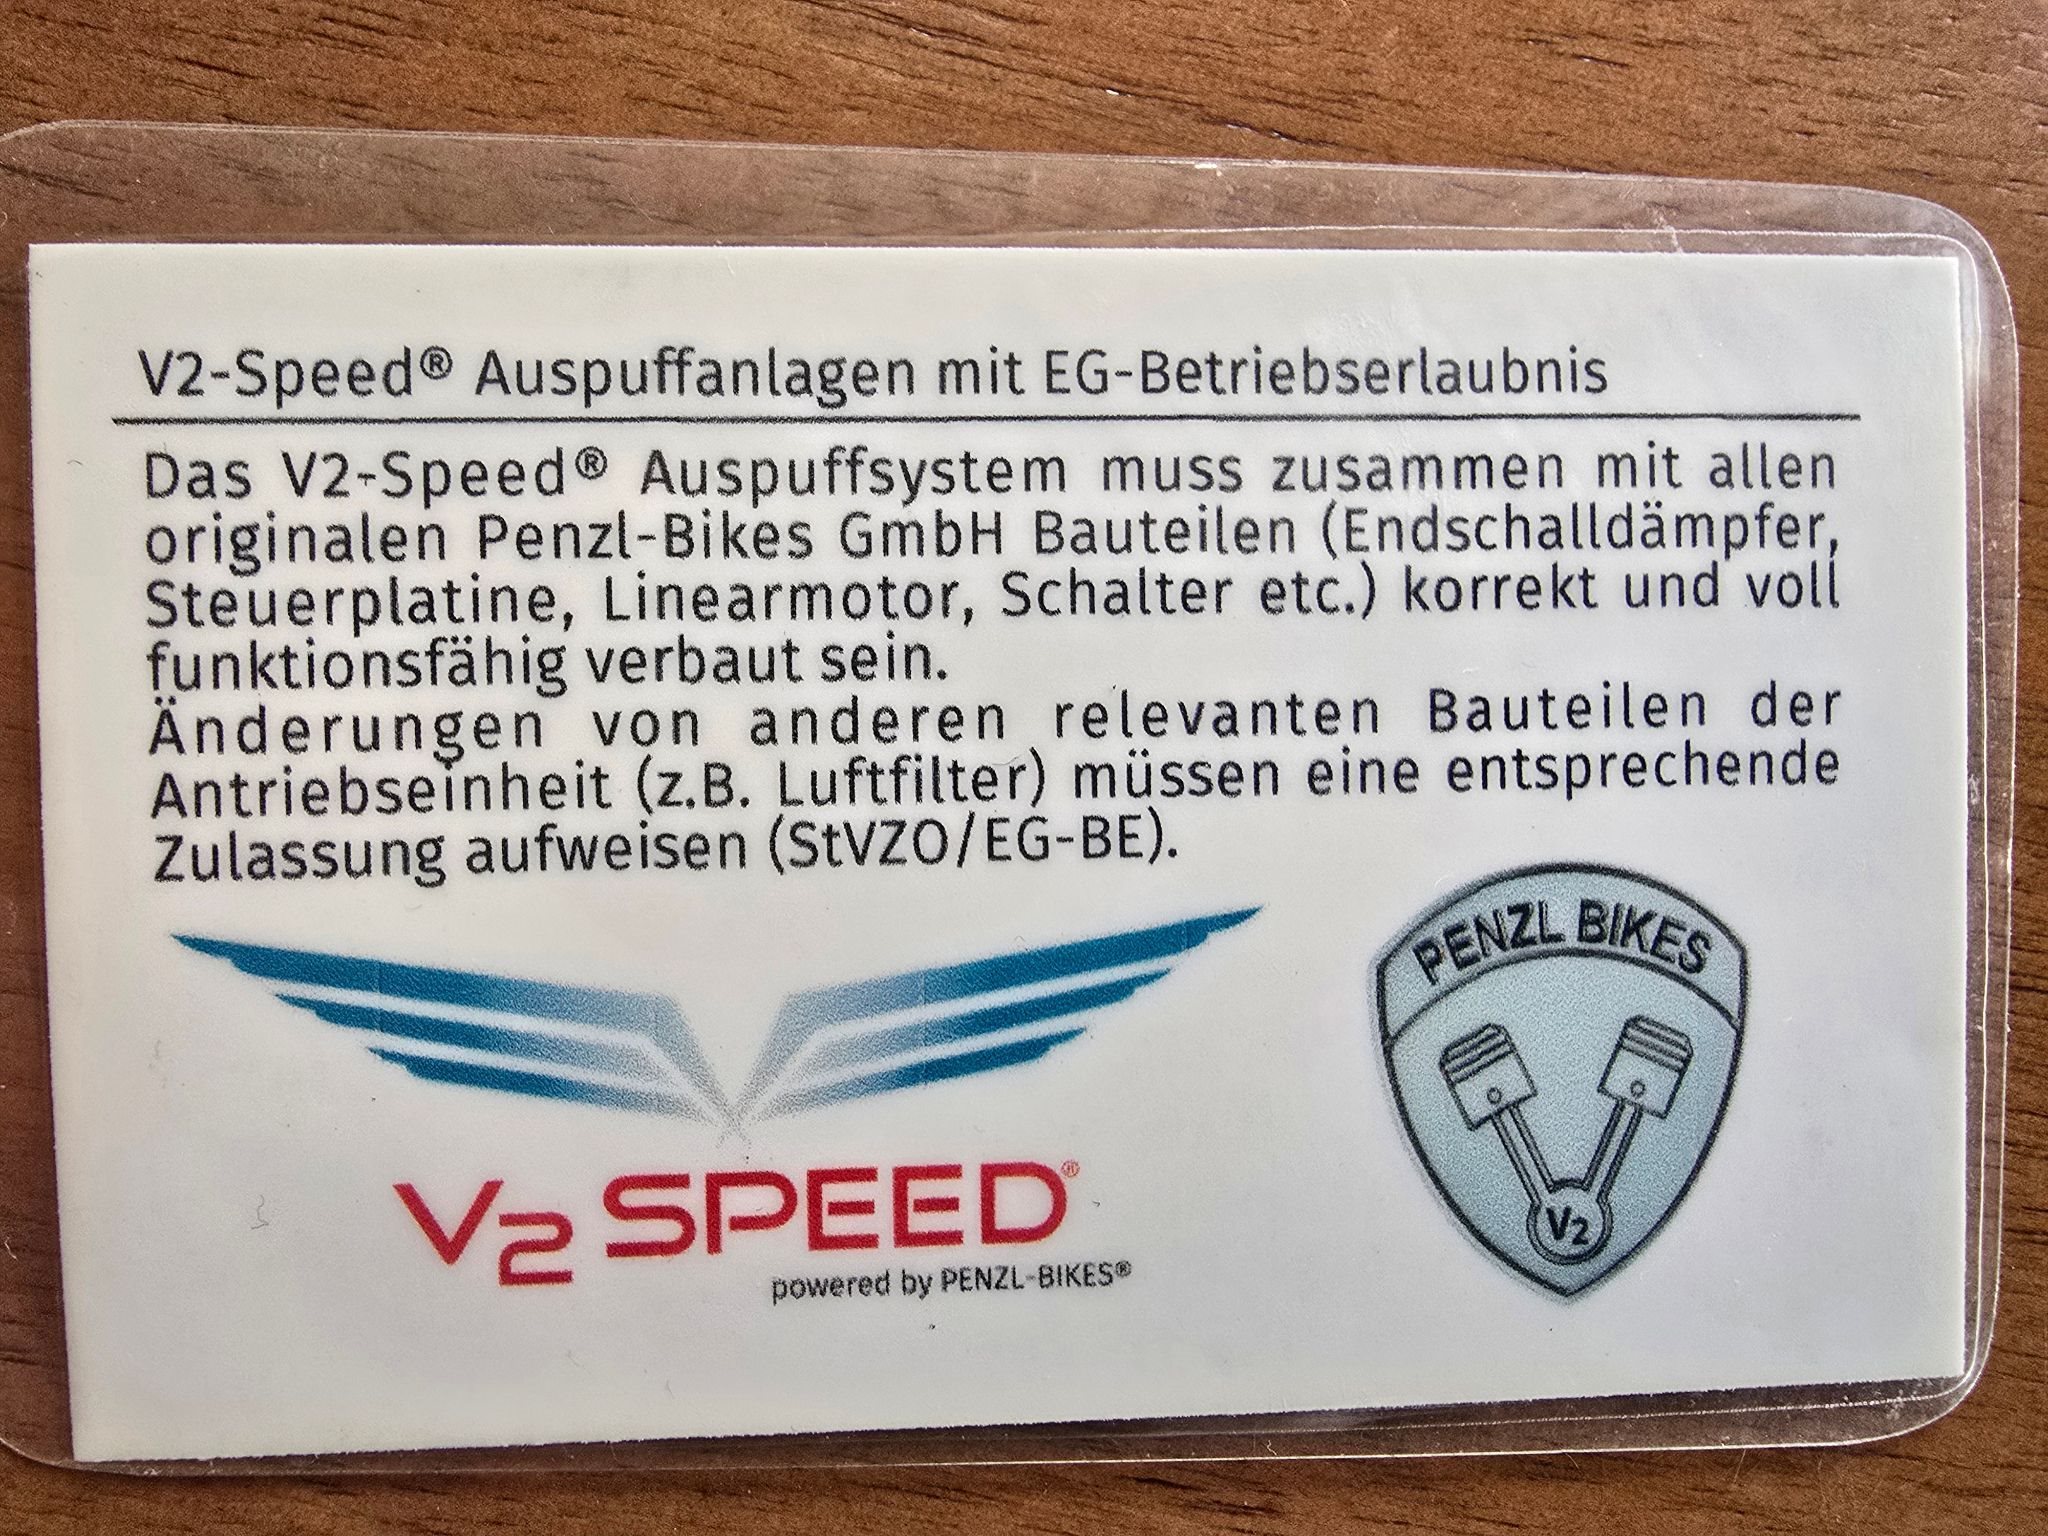 V2-Speed® Auspuffanlagen mit EG-Betriebserlaubnis
Das V2-Speed® Auspuffsystem muss zusammen mit allen
originalen Penzl-Bikes GmbH Bauteilen (Endschalldämpfer,
Steuerplatine, Linearmotor, Schalter etc.) korrekt und voll
funktionsfähig verbaut sein.
Änderungen von anderen relevanten Bauteilen der
Antriebseinheit (z.B. Luftfilter) müssen eine entsprechende
Zulassung aufweisen (StVZO/EG-BE).
V2 SPEED®
powered by PENZL-BIKES®
PENZL BIKES
V2